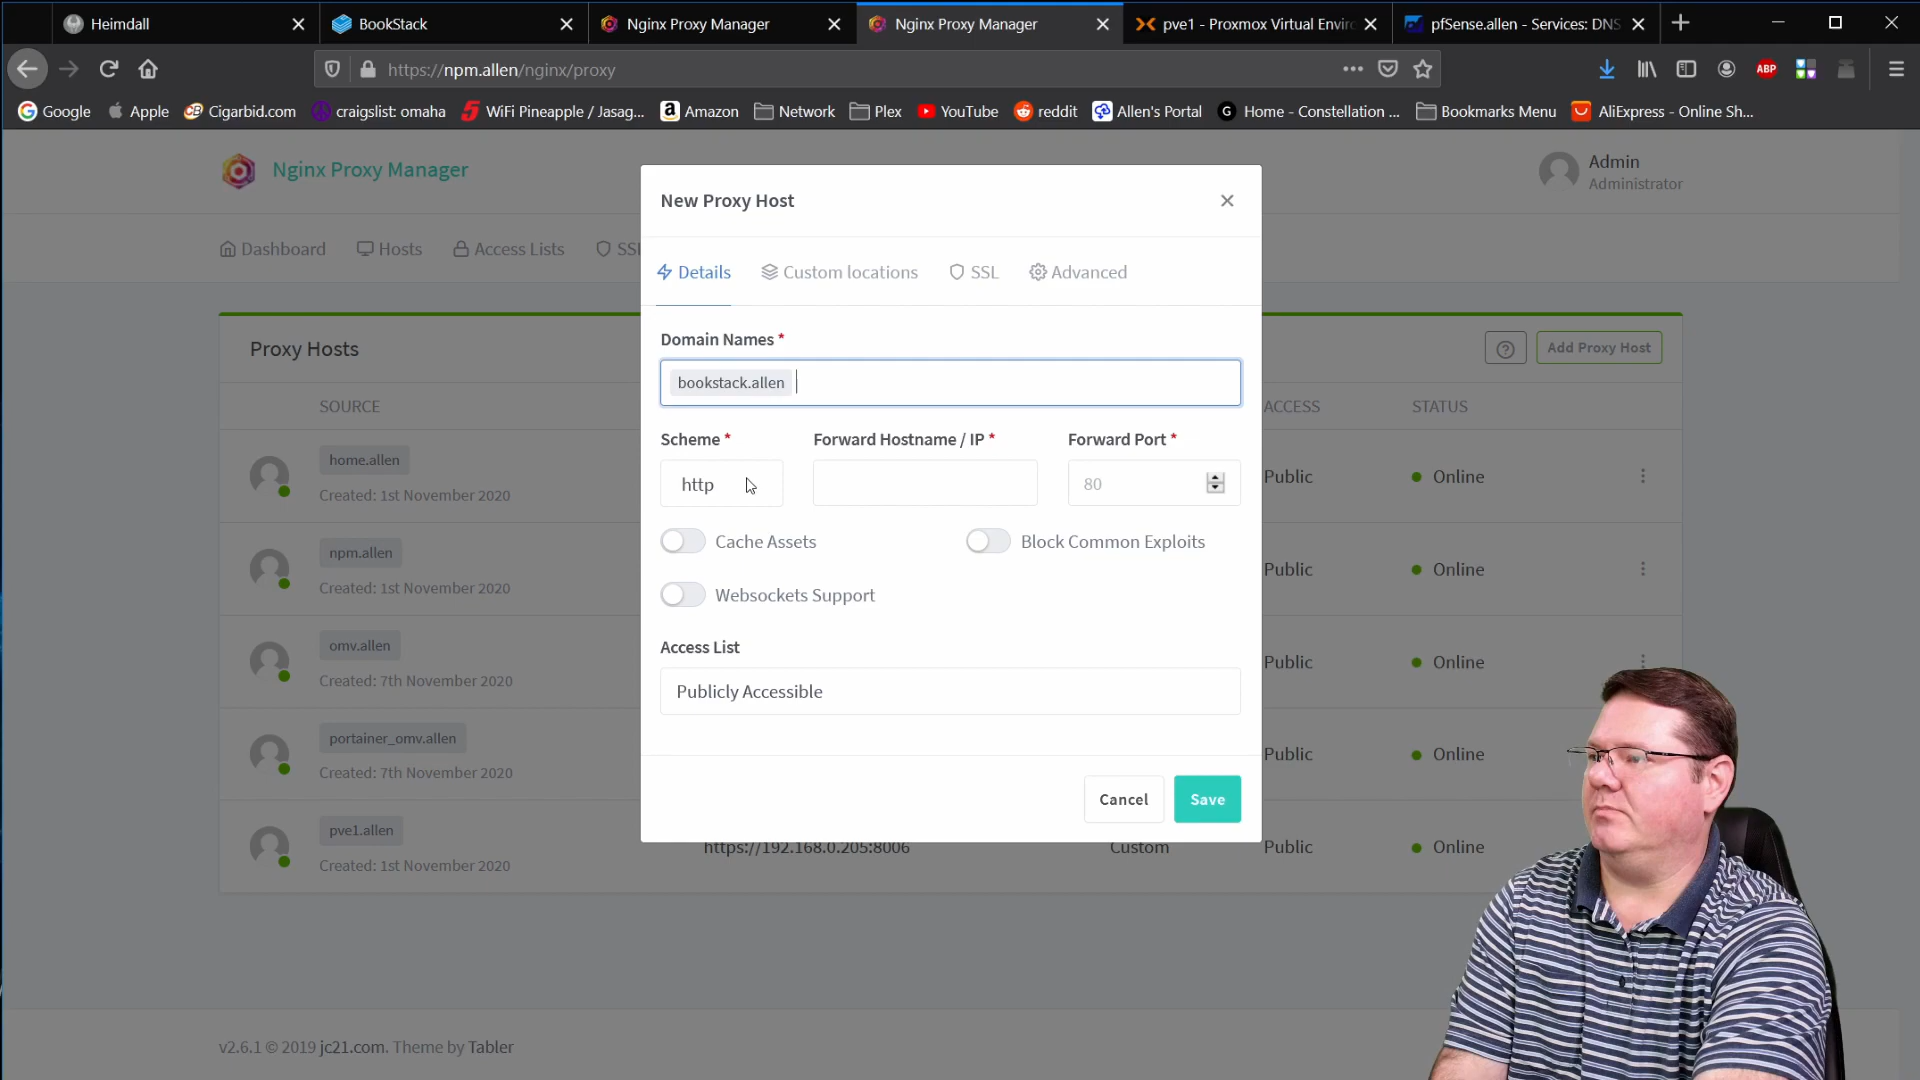 Heimdall
BookStack
Nginx Proxy Manager
Nginx Proxy Manager
pve1 - Proxmox Virtual Enviro
pfSense.allen - Services: DNS
https://npm.allen/nginx/proxy
ABP
Google
Apple
Cigarbid.com
craigslist: omaha
WiFi Pineapple / Jasag...
Amazon
Network
Plex
YouTube
reddit
Allen's Portal
Home - Constellation ...
Bookmarks Menu
AliExpress - Online Sh...
Nginx Proxy Manager
Admin
Administrator
Dashboard
Hosts
Access Lists
SSL
New Proxy Host
Details
Custom locations
SSL
Advanced
Domain Names *
bookstack.allen
Scheme *
Forward Hostname / IP *
Forward Port *
http
80
Cache Assets
Block Common Exploits
Websockets Support
Access List
Publicly Accessible
Cancel
Save
Proxy Hosts
Add Proxy Host
SOURCE
ACCESS
STATUS
home.allen
Created: 1st November 2020
Public
Online
npm.allen
Created: 1st November 2020
Public
Online
omv.allen
Created: 7th November 2020
Public
Online
portainer_omv.allen
Created: 7th November 2020
Public
Online
pve1.allen
Created: 1st November 2020
https://192.168.0.205:8006
Custom
Public
Online
v2.6.1 © 2019 jc21.com. Theme by Tabler